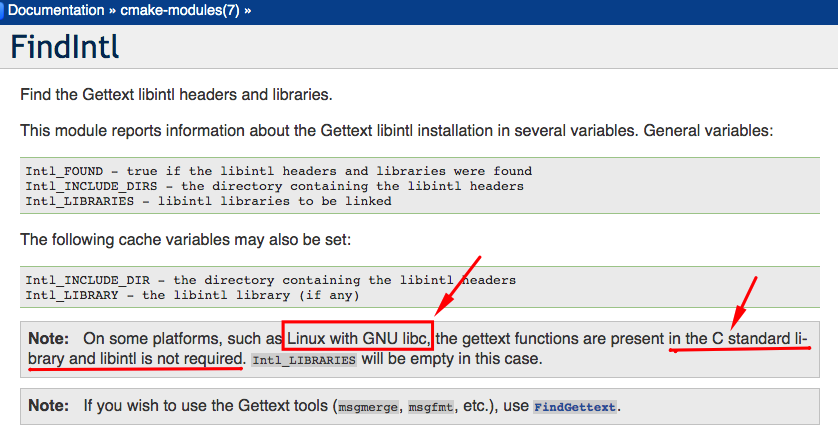 Documentation » cmake-modules(7) »
FindIntl
Find the Gettext libintl headers and libraries.
This module reports information about the Gettext libintl installation in several variables. General variables:
Intl_FOUND - true if the libintl headers and libraries were found
Intl_INCLUDE_DIRS - the directory containing the libintl headers
Intl_LIBRARIES - libintl libraries to be linked
The following cache variables may also be set:
Intl_INCLUDE_DIR - the directory containing the libintl headers
Intl_LIBRARY - the libintl library (if any)
Note: On some platforms, such as Linux with GNU libc, the gettext functions are present in the C standard li-
brary and libintl is not required. Intl_LIBRARIES will be empty in this case.
Note: If you wish to use the Gettext tools (msgmerge, msgfmt, etc.), use FindGettext.